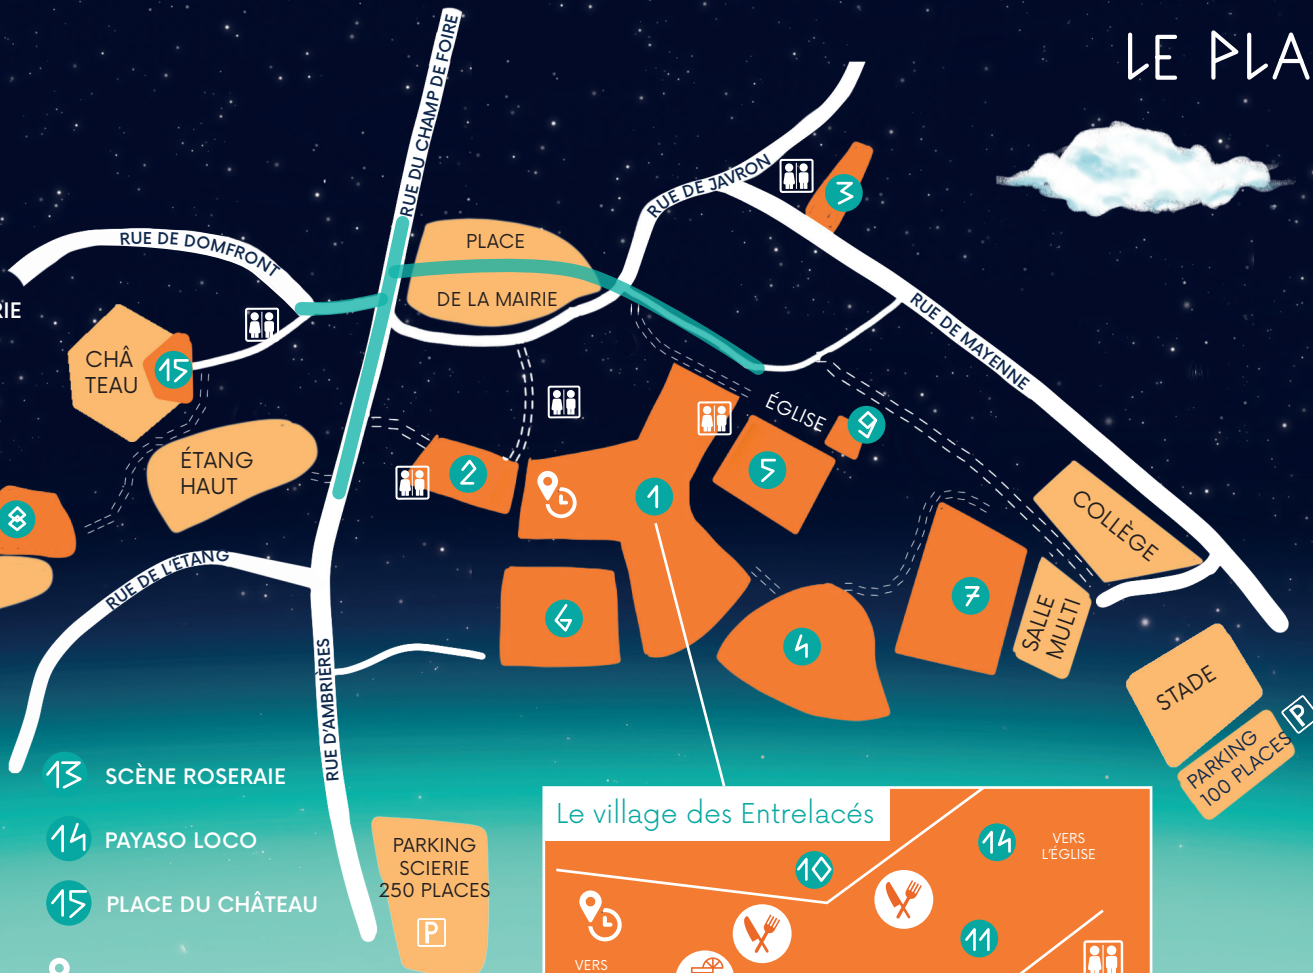 LE PLA
RUE DU CHAMP DE FOIRE
RUE DE JAVRON
3
RUE DE DOMFRONT
PLACE
DE LA MAIRIE
RIE
RUE DE MAYENNE
CHÂ
TEAU
15
ÉGLISE
9
ÉTANG
HAUT
2
5
1
8
COLLÈGE
RUE DE L'ÉTANG
6
7
4
SALLE
MULTI
RUE D'AMBRIÈRES
STADE
P
PARKING
100 PLACES
13 SCÈNE ROSERAIE
14 PAYASO LOCO
15 PLACE DU CHÂTEAU
PARKING
SCIERIE
250 PLACES
P
Le village des Entrelacés
10
14
VERS
L'ÉGLISE
11
VERS